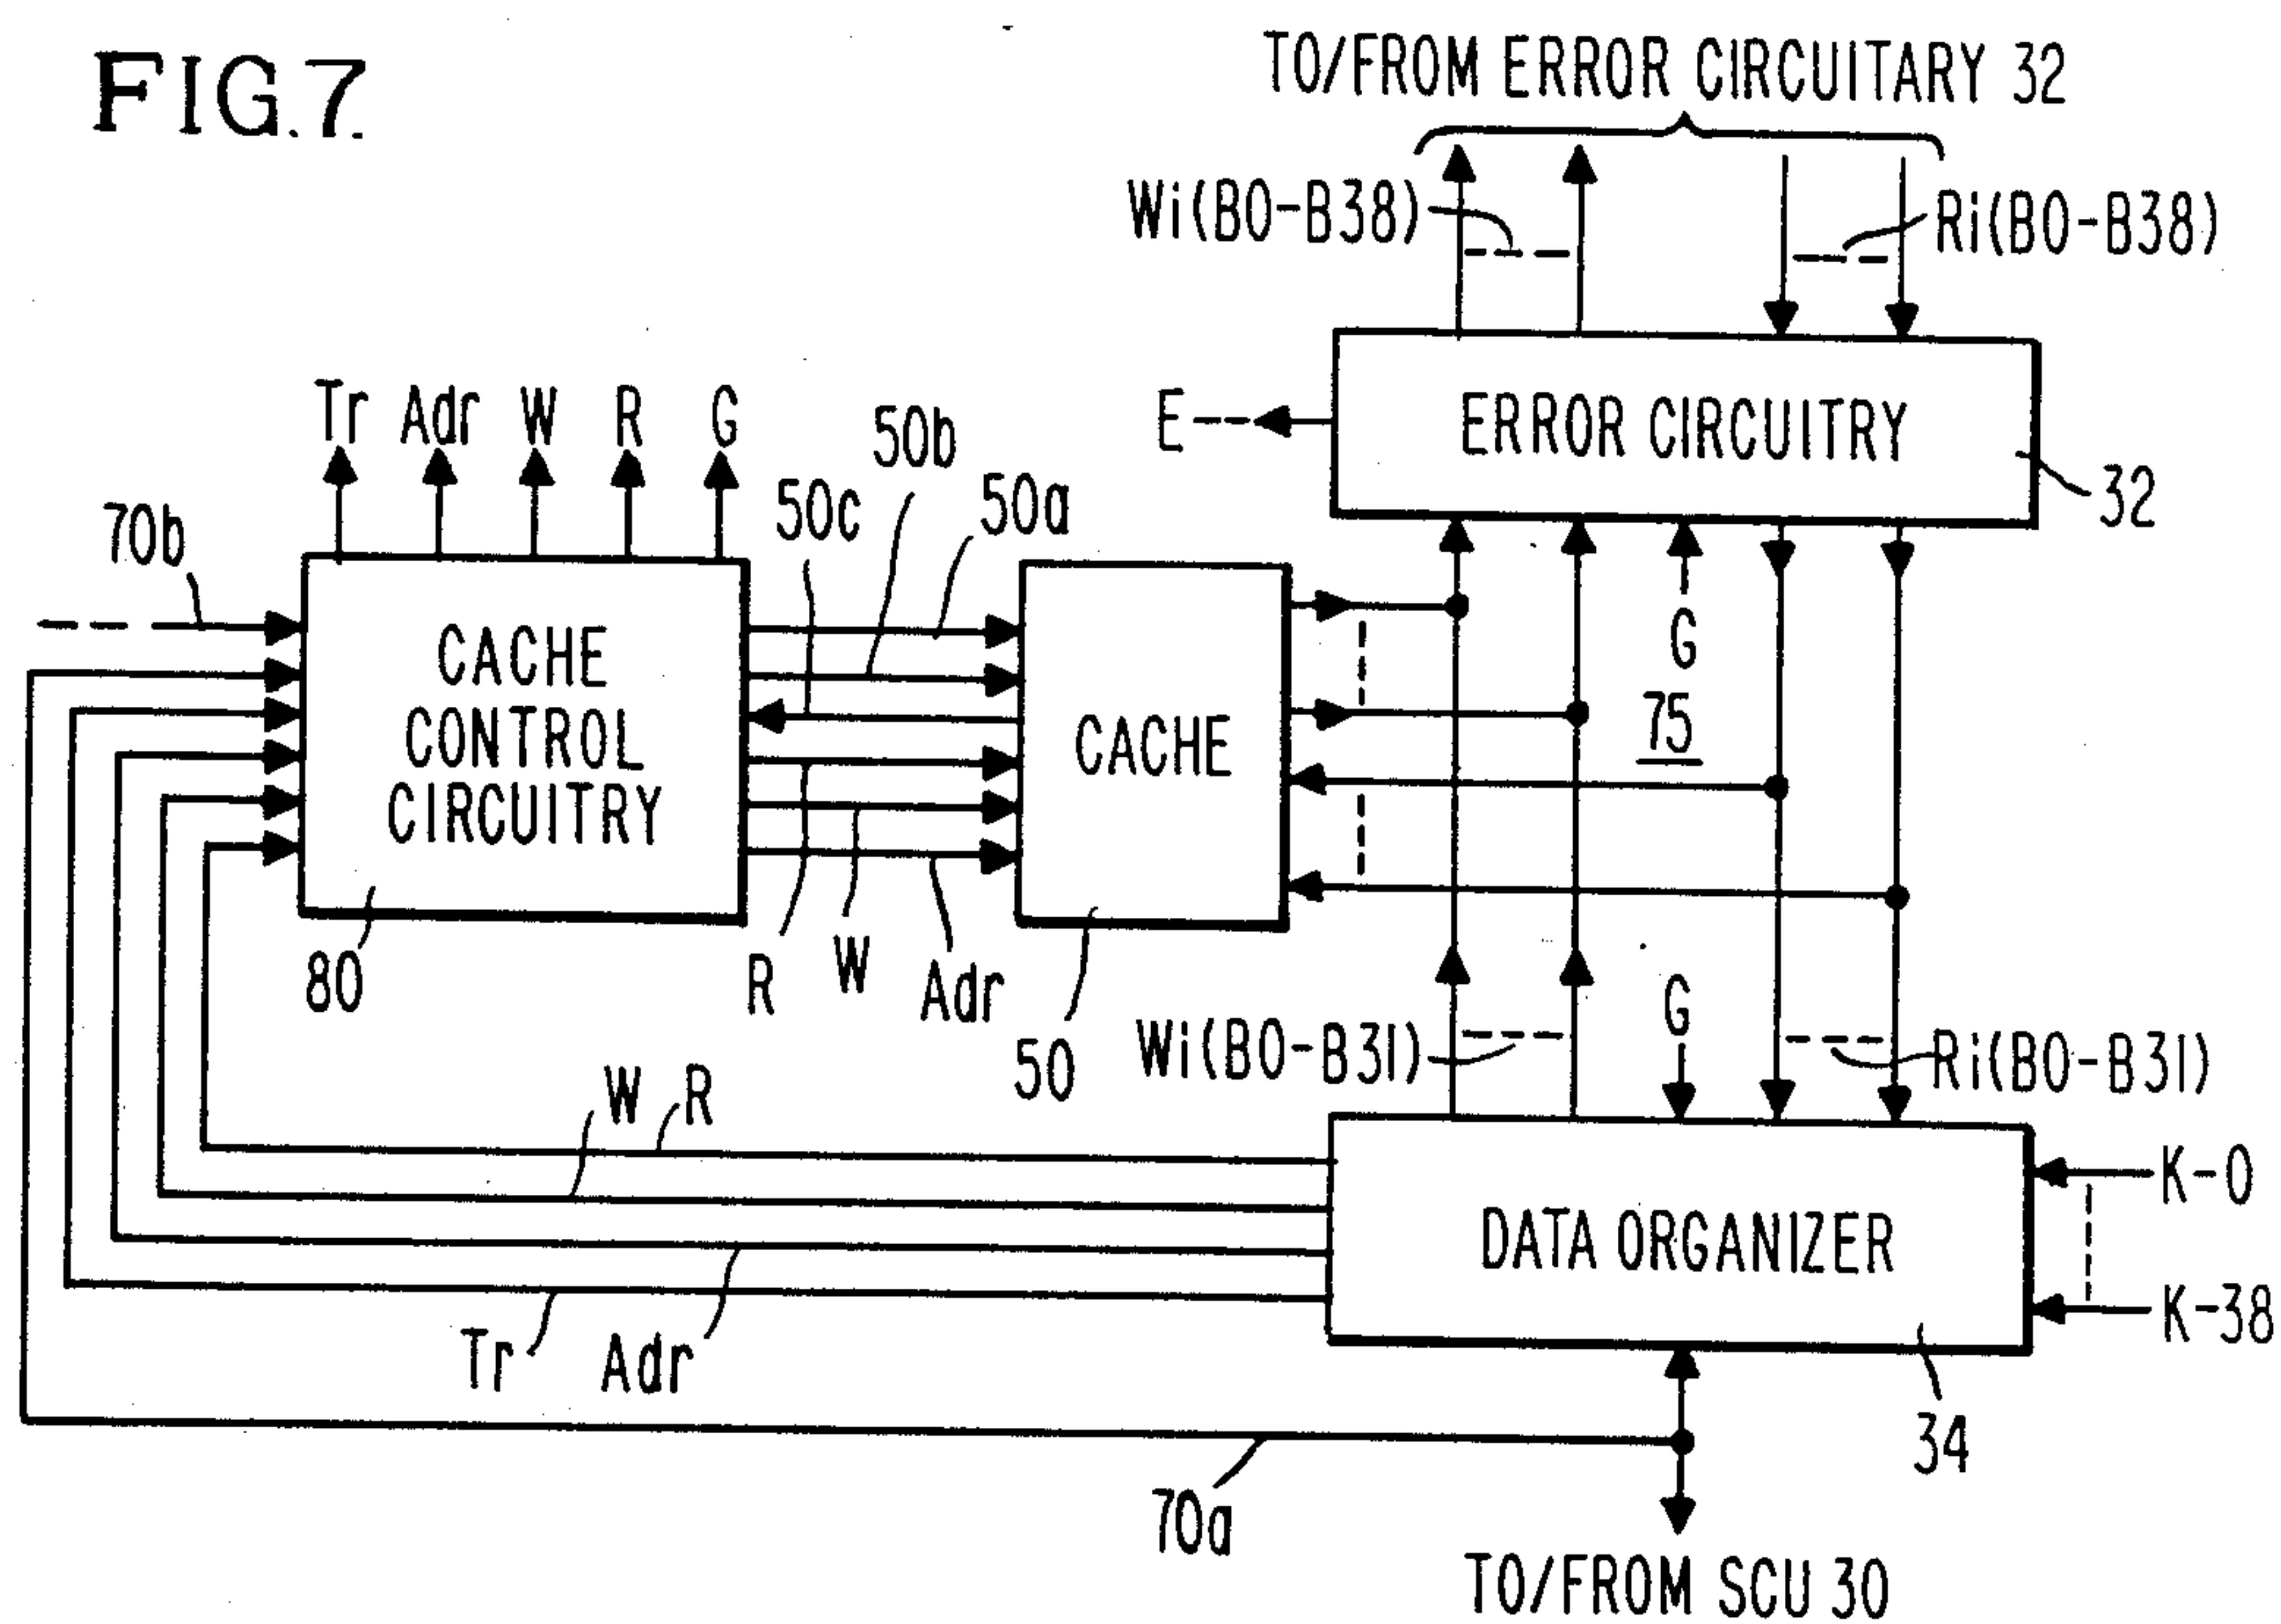 FIG.7.
TO/FROM ERROR CIRCUITARY 32
Wi(B0-B38)
Ri(B0-B38)
Tr Adr W R G
E
ERROR CIRCUITRY
32
70b
50c
50b
50a
CACHE
CONTROL
CIRCUITRY
80
CACHE
50
R
W
Adr
G
75
G
Wi(B0-B31)
Ri(B0-B31)
W R
K-0
DATA ORGANIZER
K-38
Tr Adr
34
70a
TO/FROM SCU 30